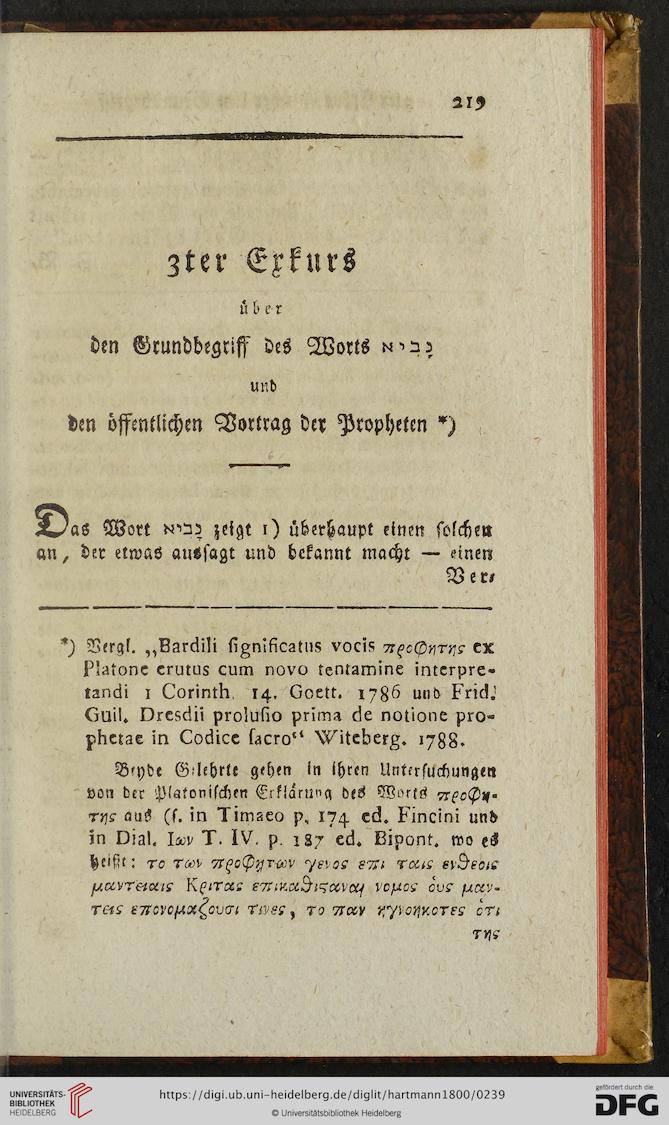 219
3ter Exkurs
über
den Grundbegriff des Worts נָבִיא
und
den öffentlichen Vortrag der Propheten *)
Das Wort נָבִיא zeigt 1) überhaupt einen solchen
an, der etwas aussagt und bekannt macht — einen
Ver⸗
*) Vergl. „Bardili ſignificatus vocis προφητης ex
Platone erutus cum novo tentamine interpre-
tandi 1 Corinth. 14. Goett. 1786 und Frid.
Guil. Dresdii proluſio prima de notione pro-
phetae in Codice ſacro“ Witeberg. 1788.
Beyde Gelehrte gehen in ihren Unterſuchungen
von der Platoniſchen Erklärung des Worts προφη-
της aus (ſ. in Timaeo p. 174 ed. Fincini und
in Dial. Ιων T. IV. p. 187 ed. Bipont. wo es
heißt: το των προφητων γενος επι ταις ενθεοις
μαντειαις Κριτας επικαθισταναι νομος ὁυς μαν-
τεις επονομαζουσι τινες, το παν ηγνοηκοτες ὁτι
της
UNIVERSITÄTS-
BIBLIOTHEK
HEIDELBERG
https://digi.ub.uni-heidelberg.de/diglit/hartmann1800/0239
© Universitätsbibliothek Heidelberg
gefördert durch die
DFG